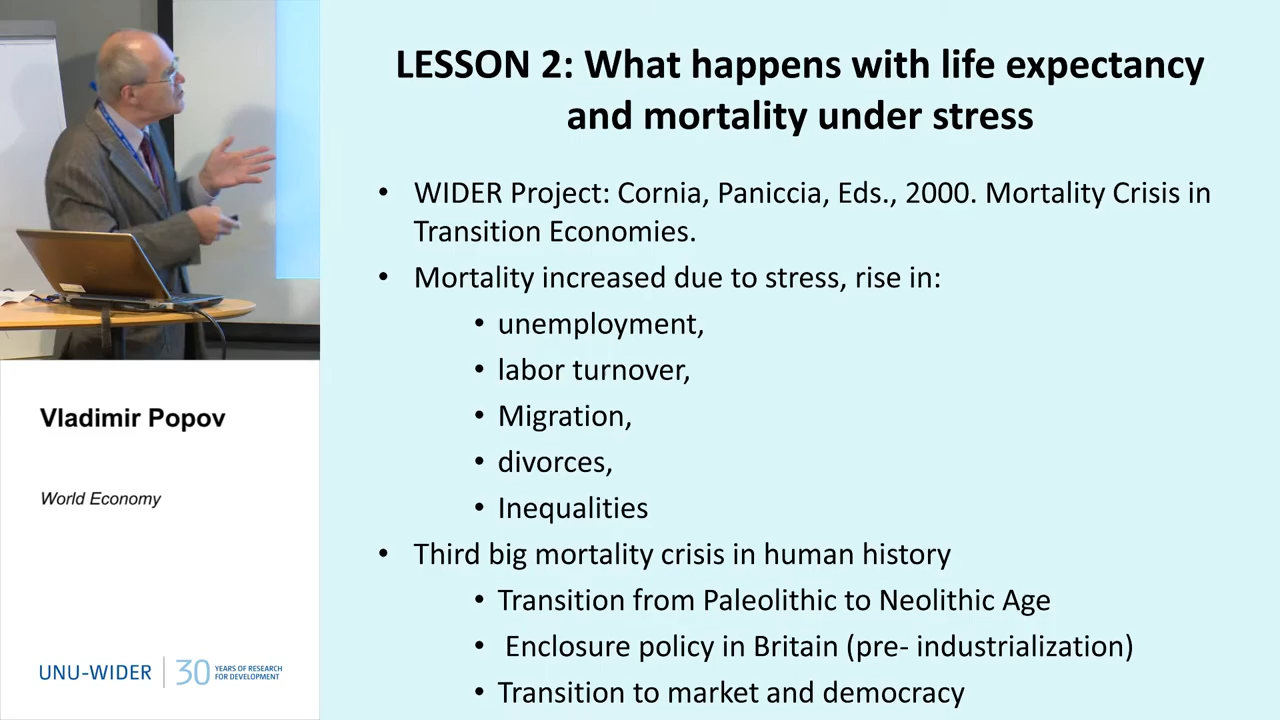 LESSON 2: What happens with life expectancy
and mortality under stress
• WIDER Project: Cornia, Paniccia, Eds., 2000. Mortality Crisis in
Transition Economies.
• Mortality increased due to stress, rise in:
• unemployment,
• labor turnover,
• Migration,
• divorces,
• Inequalities
• Third big mortality crisis in human history
• Transition from Paleolithic to Neolithic Age
• Enclosure policy in Britain (pre- industrialization)
• Transition to market and democracy
Vladimir Popov
World Economy
UNU-WIDER
30 YEARS OF RESEARCH
FOR DEVELOPMENT